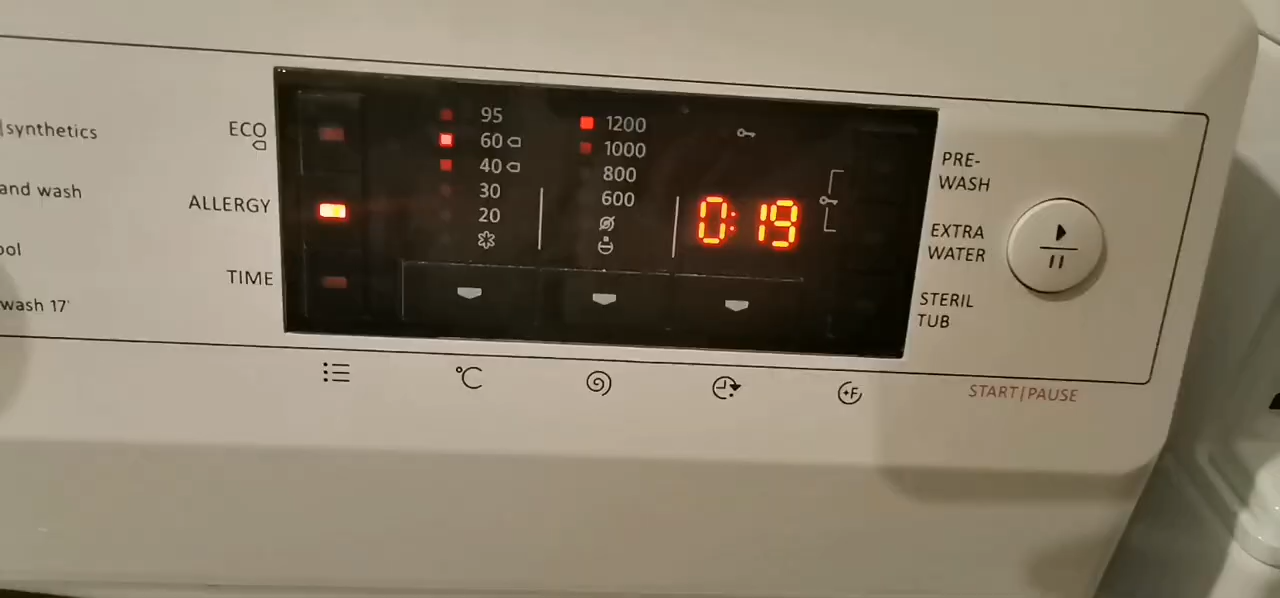 |synthetics
and wash
ool
wash 17'
ECO
ALLERGY
TIME
95
60
40
30
20
1200
1000
800
600
0:19
PRE-
WASH
EXTRA
WATER
STERIL
TUB
°C
+F
START|PAUSE